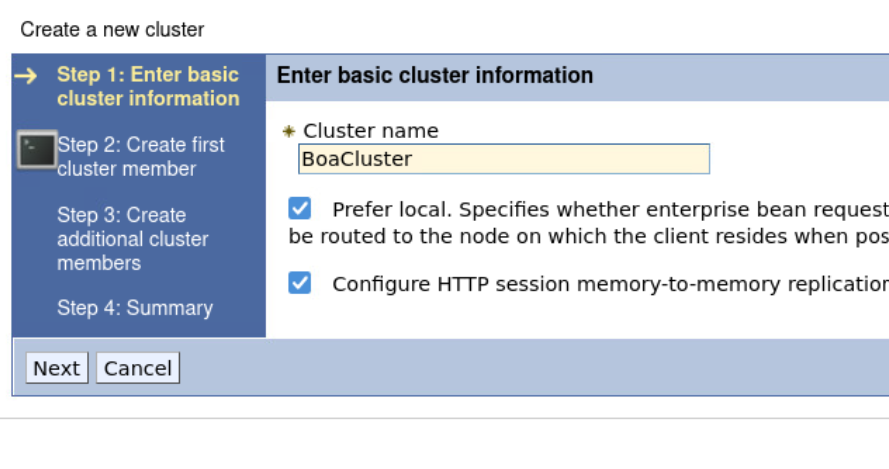 Create a new cluster
Step 1: Enter basic
cluster information
Step 2: Create first
cluster member
Step 3: Create
additional cluster
members
Step 4: Summary
Enter basic cluster information
Cluster name
BoaCluster
Prefer local. Specifies whether enterprise bean request
be routed to the node on which the client resides when pos
Configure HTTP session memory-to-memory replication
Next Cancel